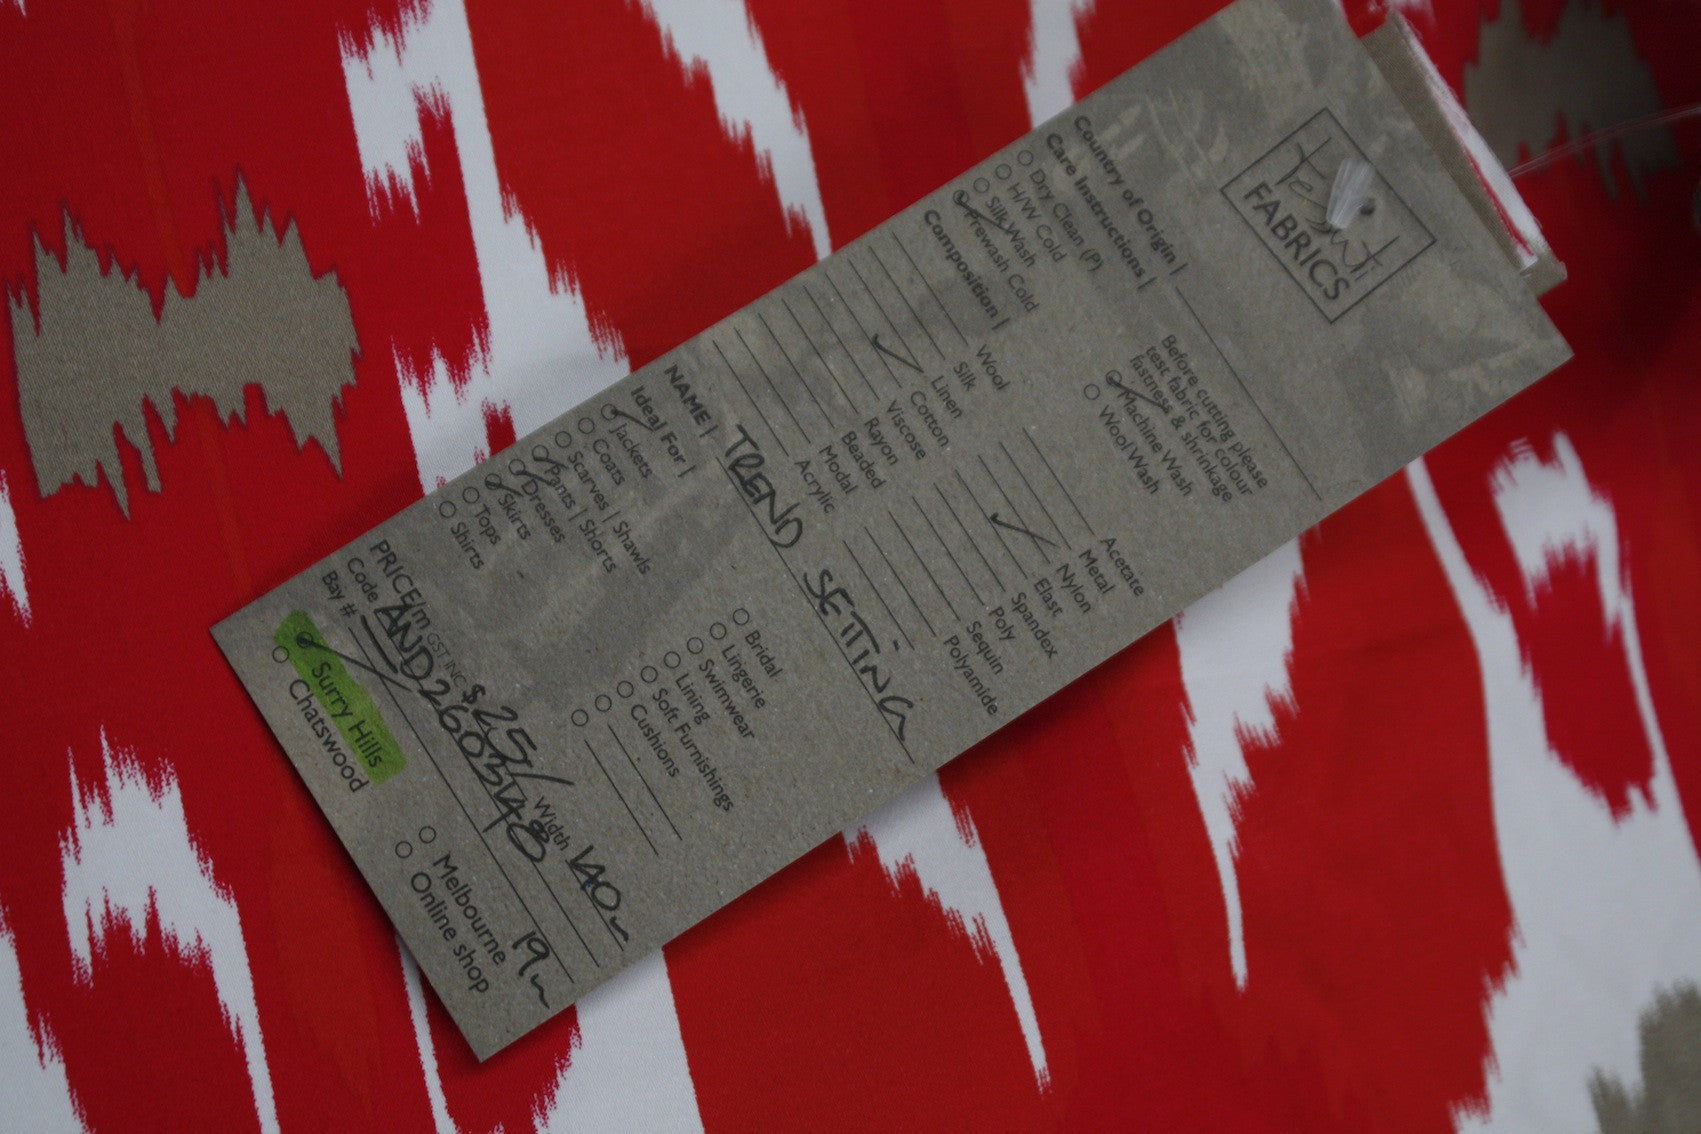 Tessuti
FABRICS
Country of Origin |
Care Instructions |
Dry Clean (P)
H/W Cold
Silk Wash
Prewash Cold
Before cutting please
test fabric for colour
fastness & shrinkage
Machine Wash
Wool Wash
Composition |
Wool
Silk
Linen
Cotton
Viscose
Rayon
Beaded
Modal
Acrylic
Acetate
Metal
Nylon
Elast
Spandex
Poly
Sequin
Polyamide
NAME | TREND SETTING
Ideal For |
Jackets
Coats
Scarves | Shawls
Pants | Shorts
Dresses
Skirts
Tops
Shirts
Bridal
Lingerie
Swimwear
Lining
Soft Furnishings
Cushions
PRICE/m GST INC $25/ Width 140
Code AND2603148
Bay # 19
Surry Hills
Chatswood
Melbourne
Online shop